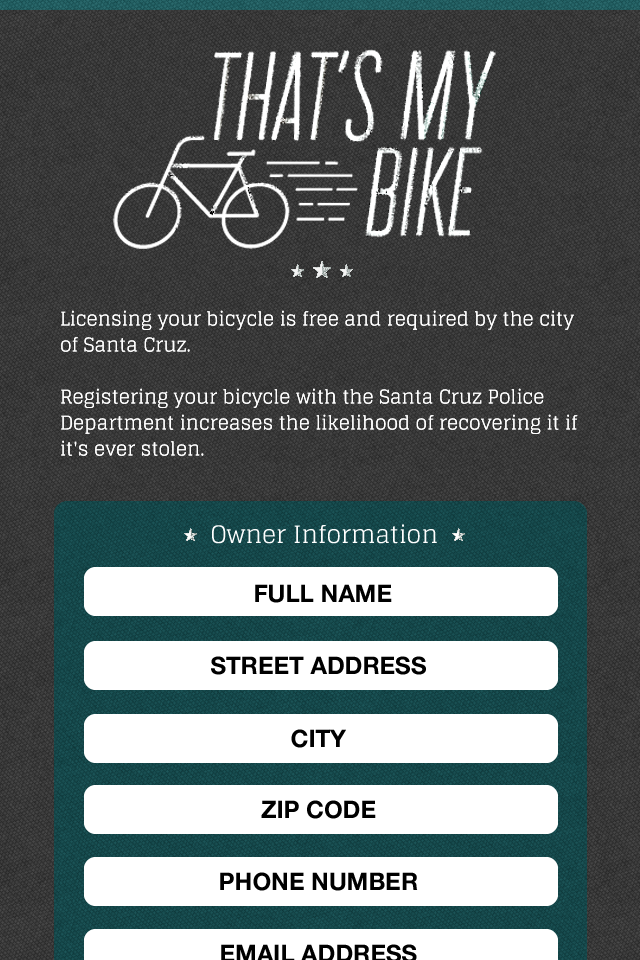 THAT'S MY
BIKE
Licensing your bicycle is free and required by the city
of Santa Cruz.
Registering your bicycle with the Santa Cruz Police
Department increases the likelihood of recovering it if
it's ever stolen.
Owner Information
FULL NAME
STREET ADDRESS
CITY
ZIP CODE
PHONE NUMBER
EMAIL ADDRESS